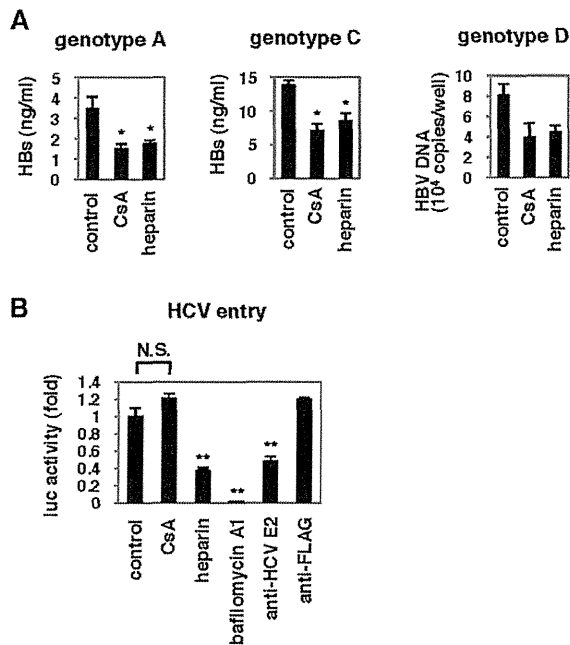 A
genotype A
genotype C
genotype D
HBs (ng/ml)
5
4
3
2
1
0
* *
control
CsA
heparin
HBs (ng/ml)
15
10
5
0
* *
control
CsA
heparin
HBV DNA
(10⁴ copies/well)
10
8
6
4
2
0
control
CsA
heparin
B
HCV entry
N.S.
luc activity (fold)
1.4
1.2
1
0.8
0.6
0.4
0.2
0
** ** **
control
CsA
heparin
bafilomycin A1
anti-HCV E2
anti-FLAG